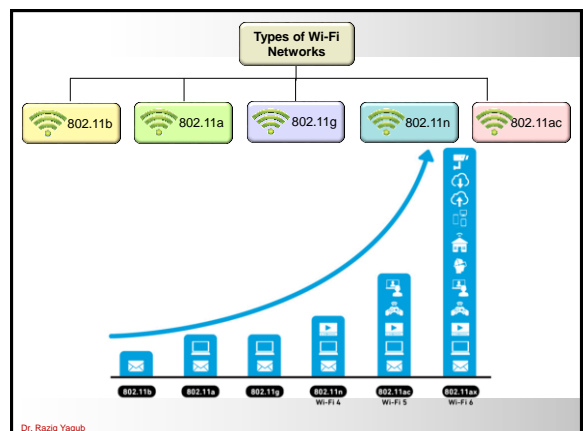 Types of Wi-Fi
Networks
802.11b
802.11a
802.11g
802.11n
802.11ac
802.11b
802.11a
802.11g
802.11n
Wi-Fi 4
802.11ac
Wi-Fi 5
802.11ax
Wi-Fi 6
Dr. Raziq Yaqub